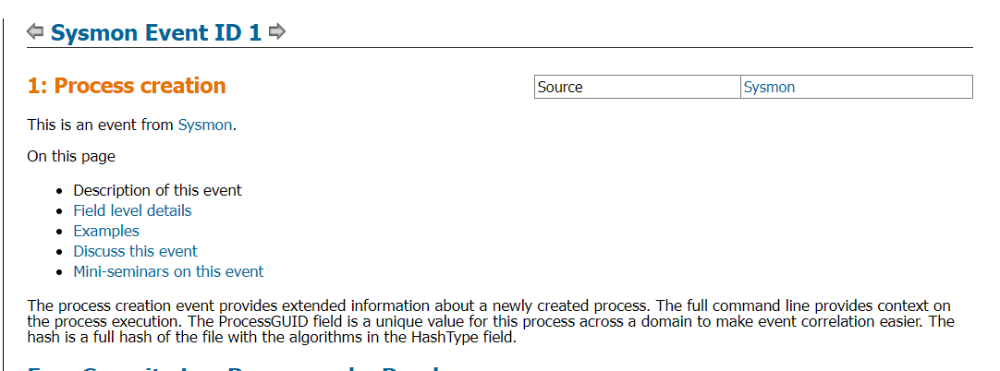 Sysmon Event ID 1
1: Process creation
Source Sysmon
This is an event from Sysmon.
On this page
Description of this event
Field level details
Examples
Discuss this event
Mini-seminars on this event
The process creation event provides extended information about a newly created process. The full command line provides context on
the process execution. The ProcessGUID field is a unique value for this process across a domain to make event correlation easier. The
hash is a full hash of the file with the algorithms in the HashType field.